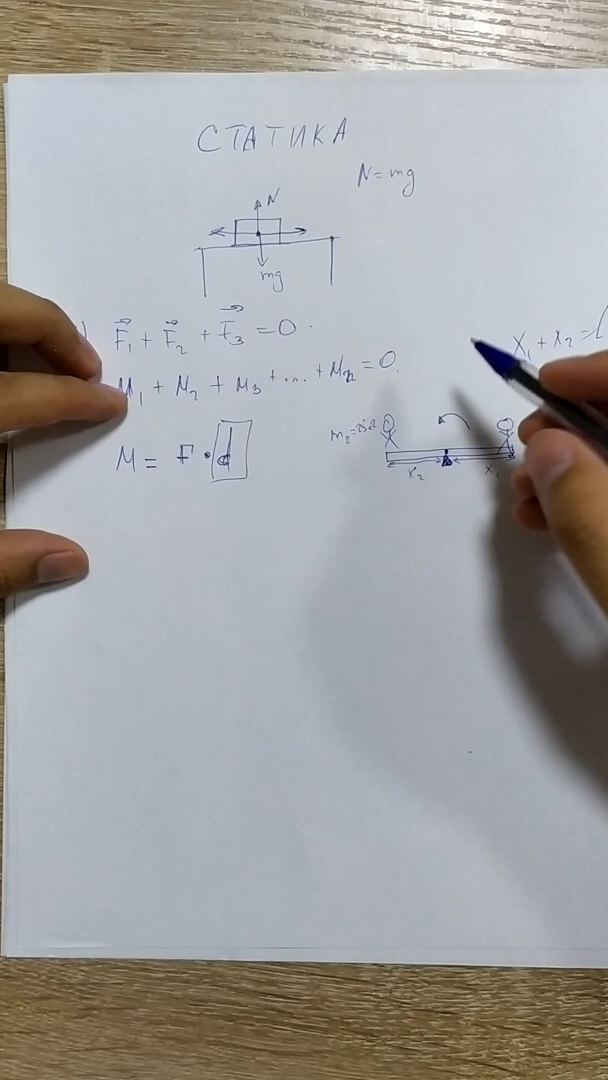 СТАТИКА
N = mg
N
mg
F₁ + F₂ + F₃ = 0.
M₁ + M₂ + M₃ + .... + Mₙ = 0.
x₁ + x₂ =
M = F · d
x₂ x₁